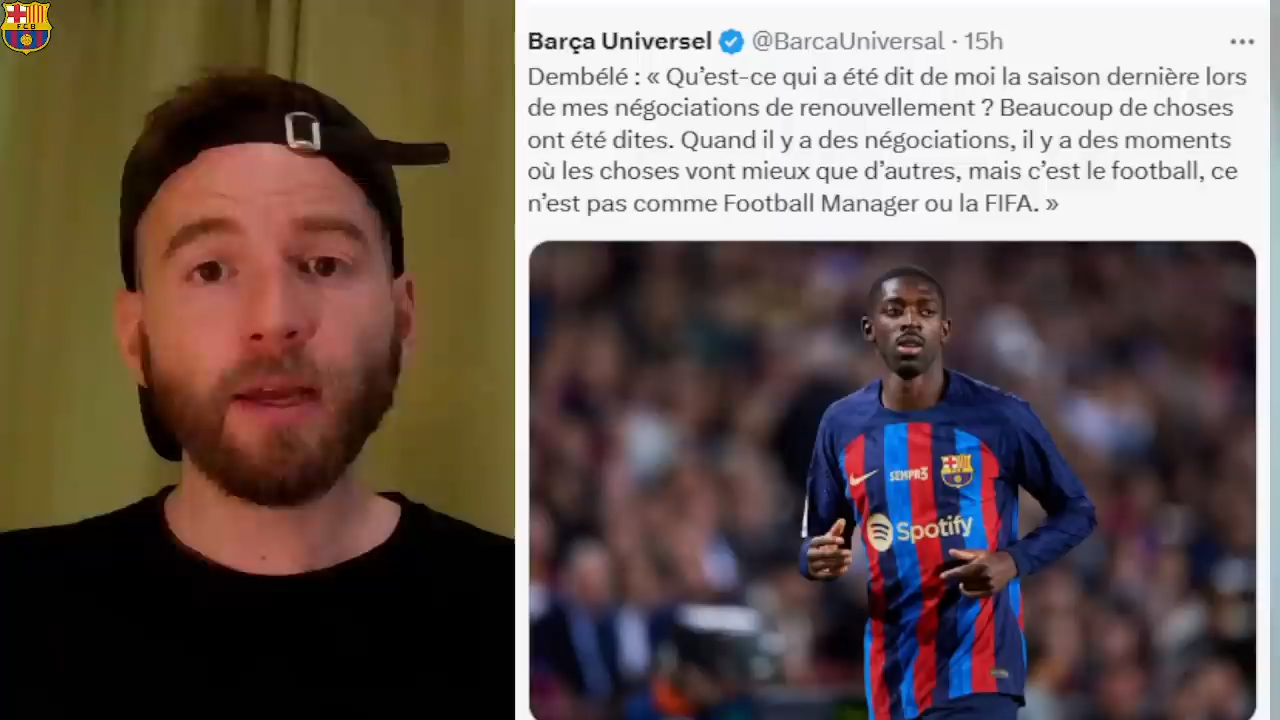 FCB
Barça Universel @BarcaUniversal · 15h
Dembélé : « Qu’est-ce qui a été dit de moi la saison dernière lors
de mes négociations de renouvellement ? Beaucoup de choses
ont été dites. Quand il y a des négociations, il y a des moments
où les choses vont mieux que d’autres, mais c’est le football, ce
n’est pas comme Football Manager ou la FIFA. »
SEMPR3
Spotify